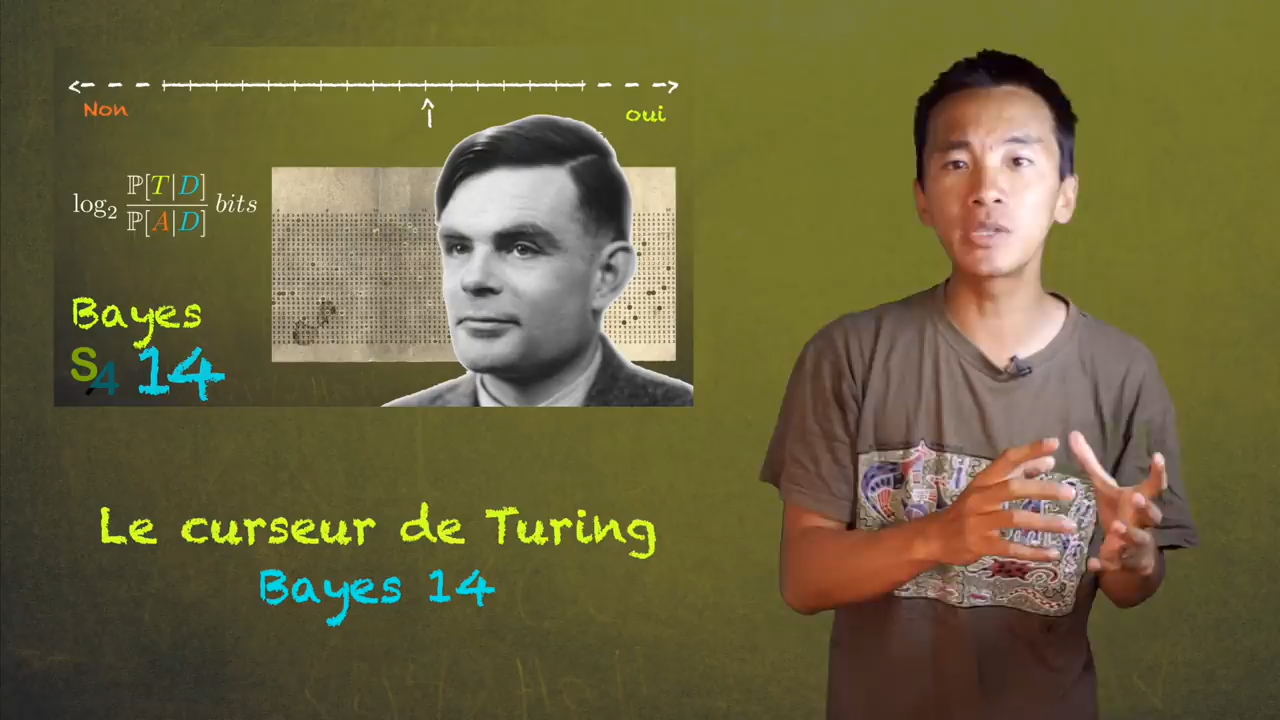 Non
oui
log₂ ℙ[T|D] / ℙ[A|D] bits
Bayes
S4 14
Le curseur de Turing
Bayes 14